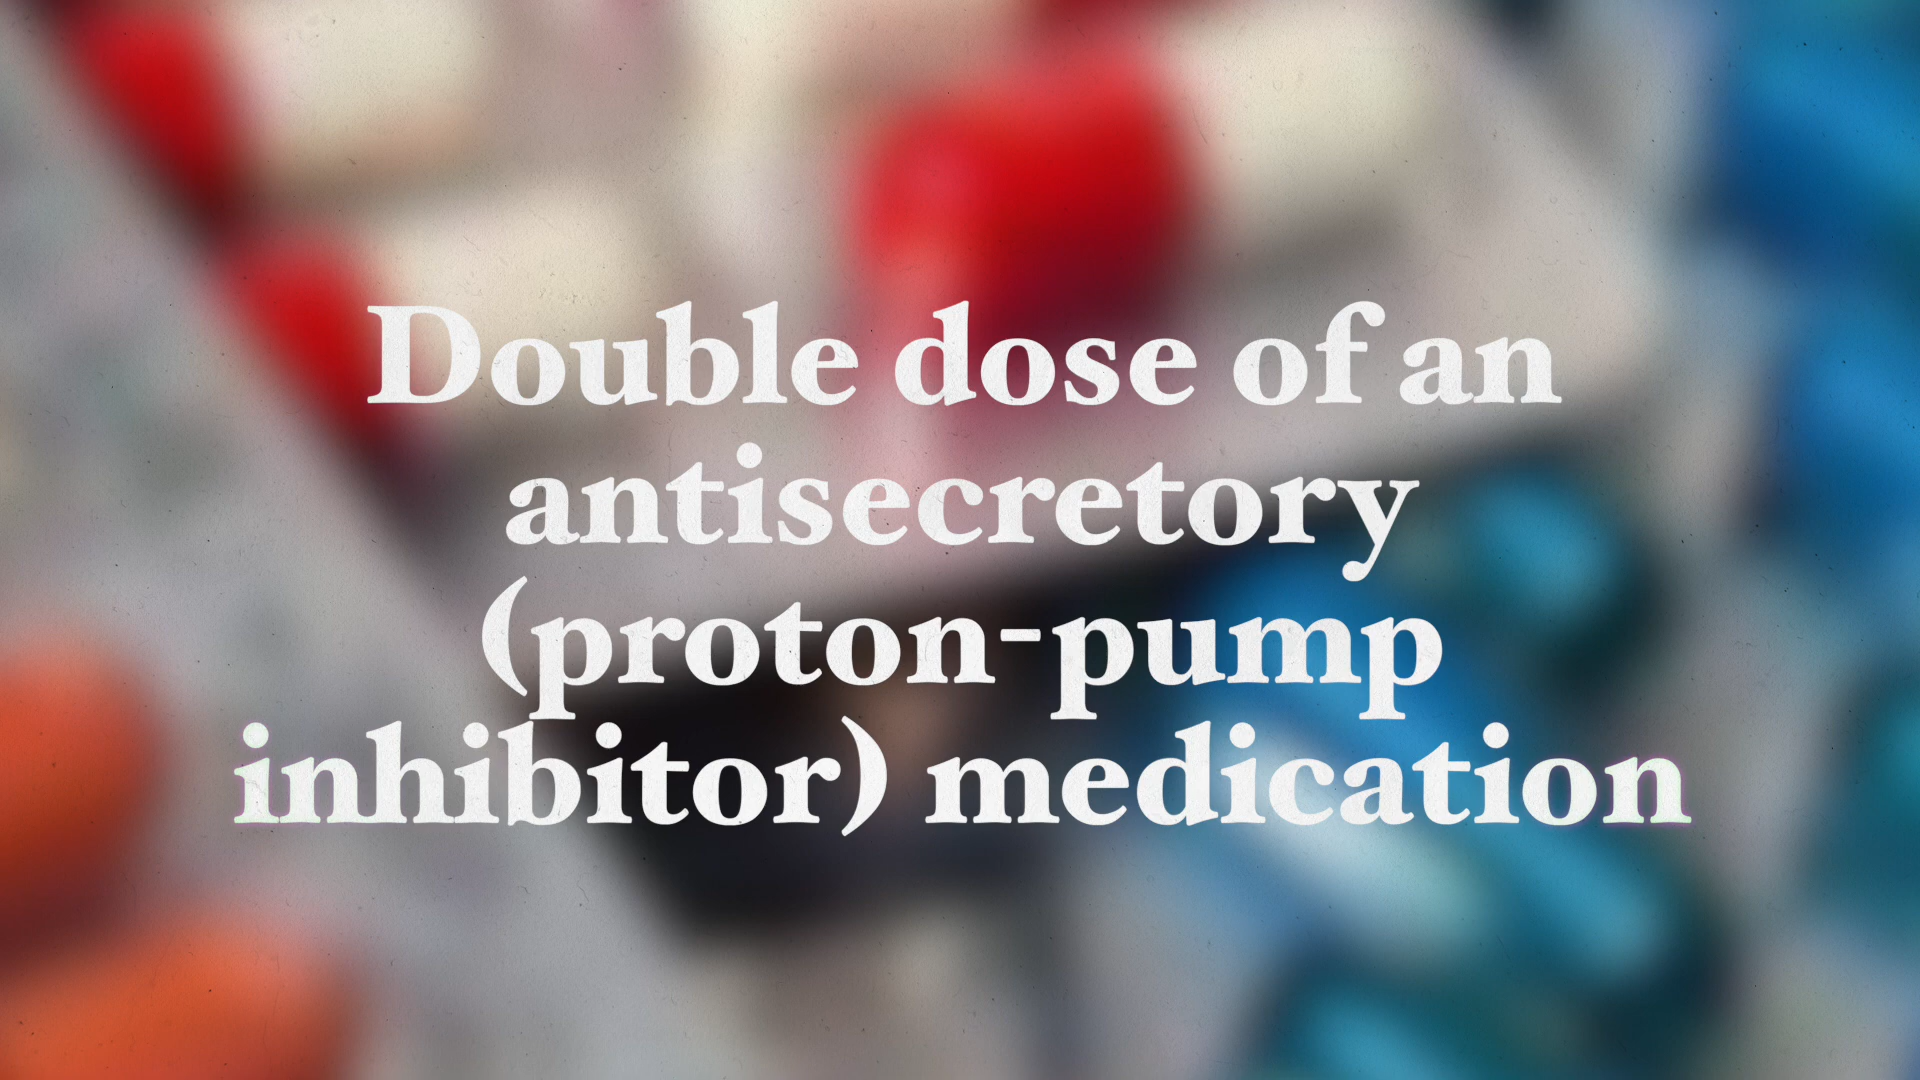 Double dose of an
antisecretory
(proton-pump
inhibitor) medication